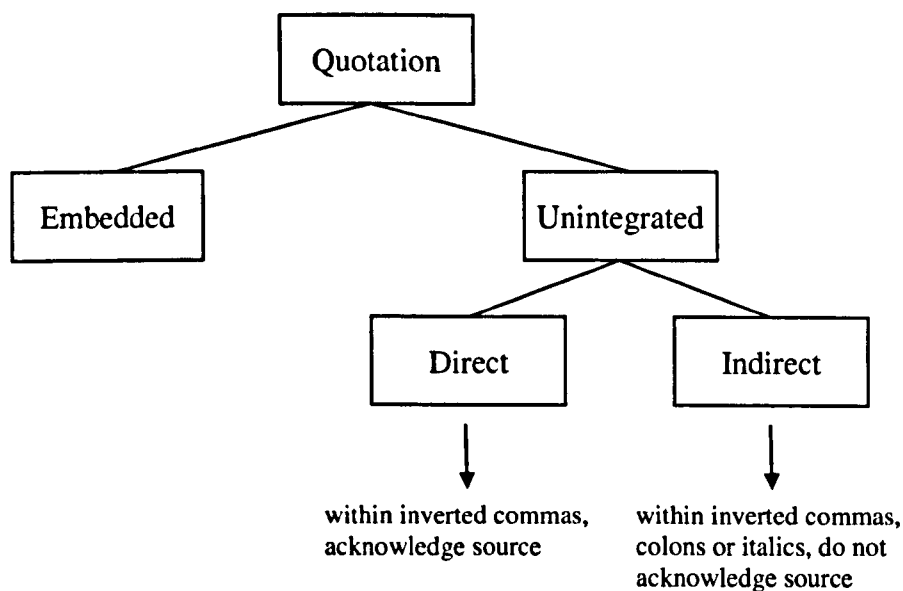 Quotation
Embedded
Unintegrated
Direct
Indirect
within inverted commas,
acknowledge source
within inverted commas,
colons or italics, do not
acknowledge source